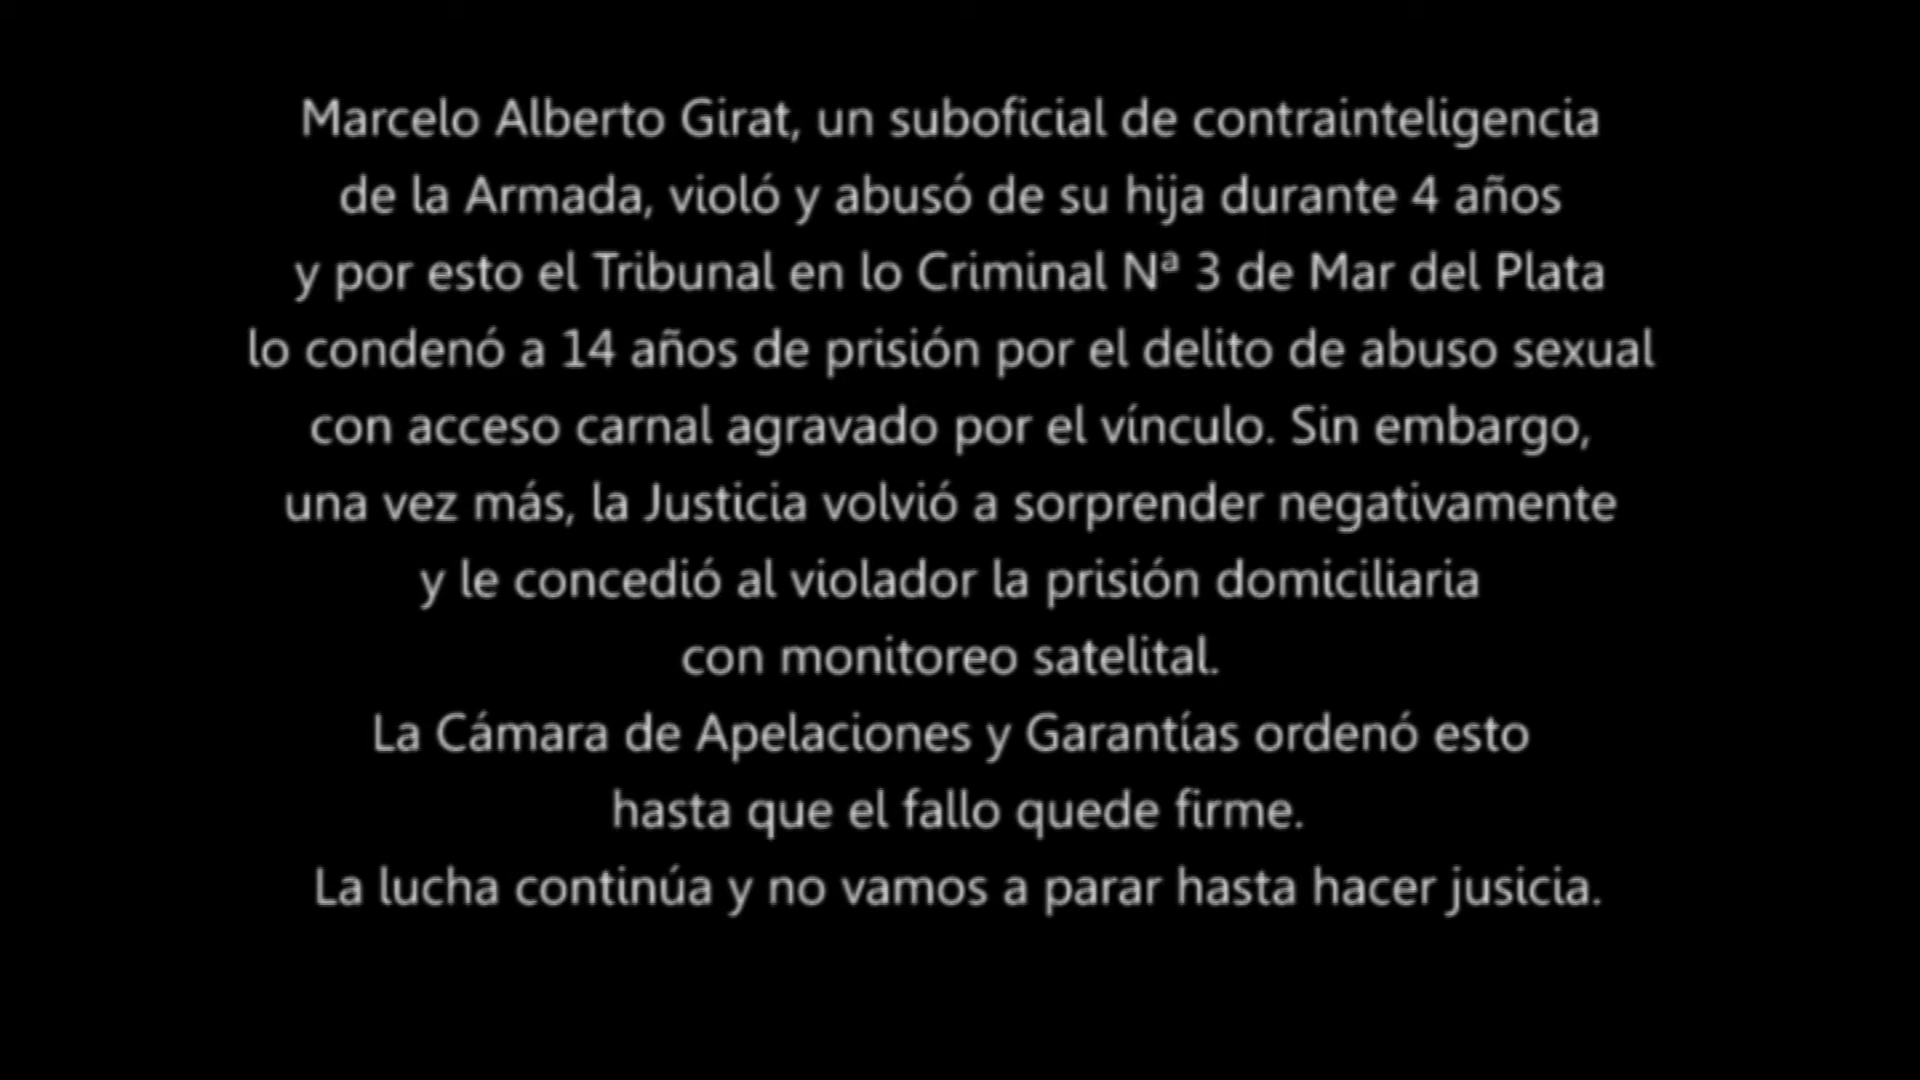 Marcelo Alberto Girat, un suboficial de contrainteligencia
de la Armada, violó y abusó de su hija durante 4 años
y por esto el Tribunal en lo Criminal Nª 3 de Mar del Plata
lo condenó a 14 años de prisión por el delito de abuso sexual
con acceso carnal agravado por el vínculo. Sin embargo,
una vez más, la Justicia volvió a sorprender negativamente
y le concedió al violador la prisión domiciliaria
con monitoreo satelital.
La Cámara de Apelaciones y Garantías ordenó esto
hasta que el fallo quede firme.
La lucha continúa y no vamos a parar hasta hacer jusicia.